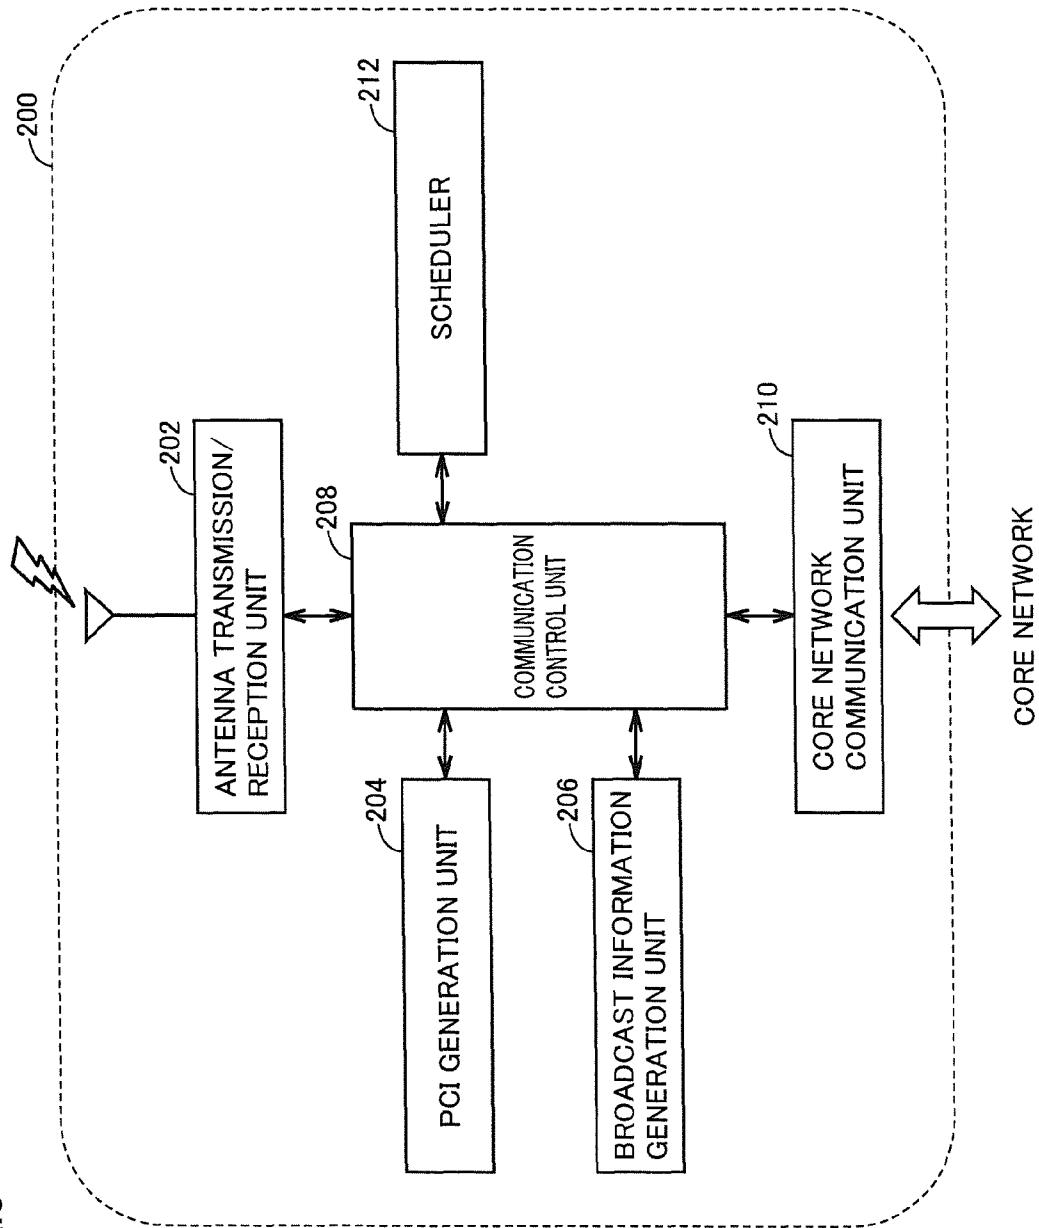 200
202
ANTENNA TRANSMISSION/
RECEPTION UNIT
204
PCI GENERATION UNIT
208
COMMUNICATION
CONTROL UNIT
212
SCHEDULER
206
BROADCAST INFORMATION
GENERATION UNIT
210
CORE NETWORK
COMMUNICATION UNIT
CORE NETWORK